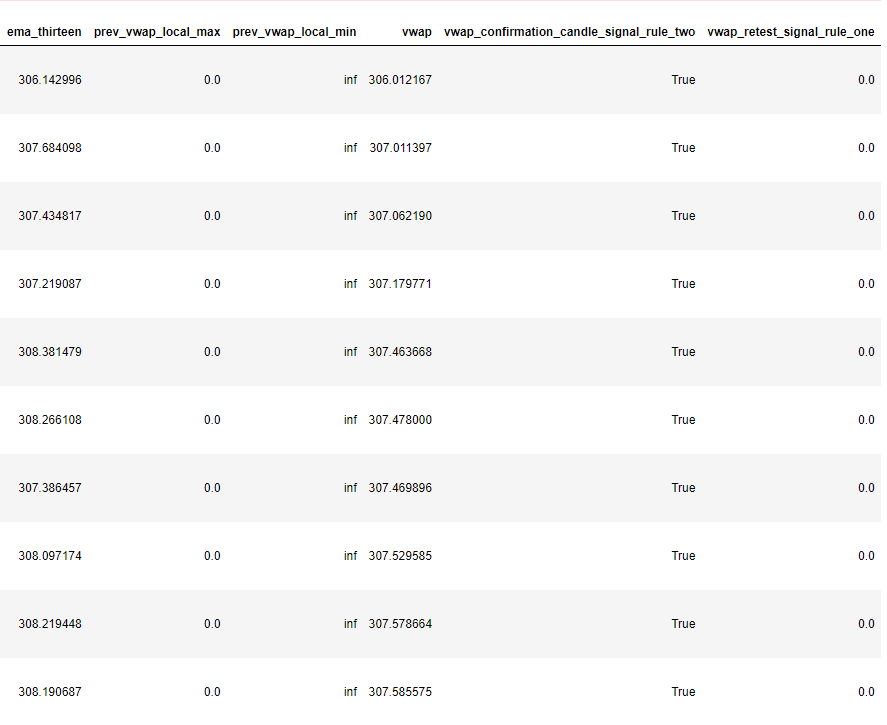 ema_thirteen prev_vwap_local_max prev_vwap_local_min vwap vwap_confirmation_candle_signal_rule_two vwap_retest_signal_rule_one
306.142996 0.0 inf 306.012167 True 0.0
307.684098 0.0 inf 307.011397 True 0.0
307.434817 0.0 inf 307.062190 True 0.0
307.219087 0.0 inf 307.179771 True 0.0
308.381479 0.0 inf 307.463668 True 0.0
308.266108 0.0 inf 307.478000 True 0.0
307.386457 0.0 inf 307.469896 True 0.0
308.097174 0.0 inf 307.529585 True 0.0
308.219448 0.0 inf 307.578664 True 0.0
308.190687 0.0 inf 307.585575 True 0.0